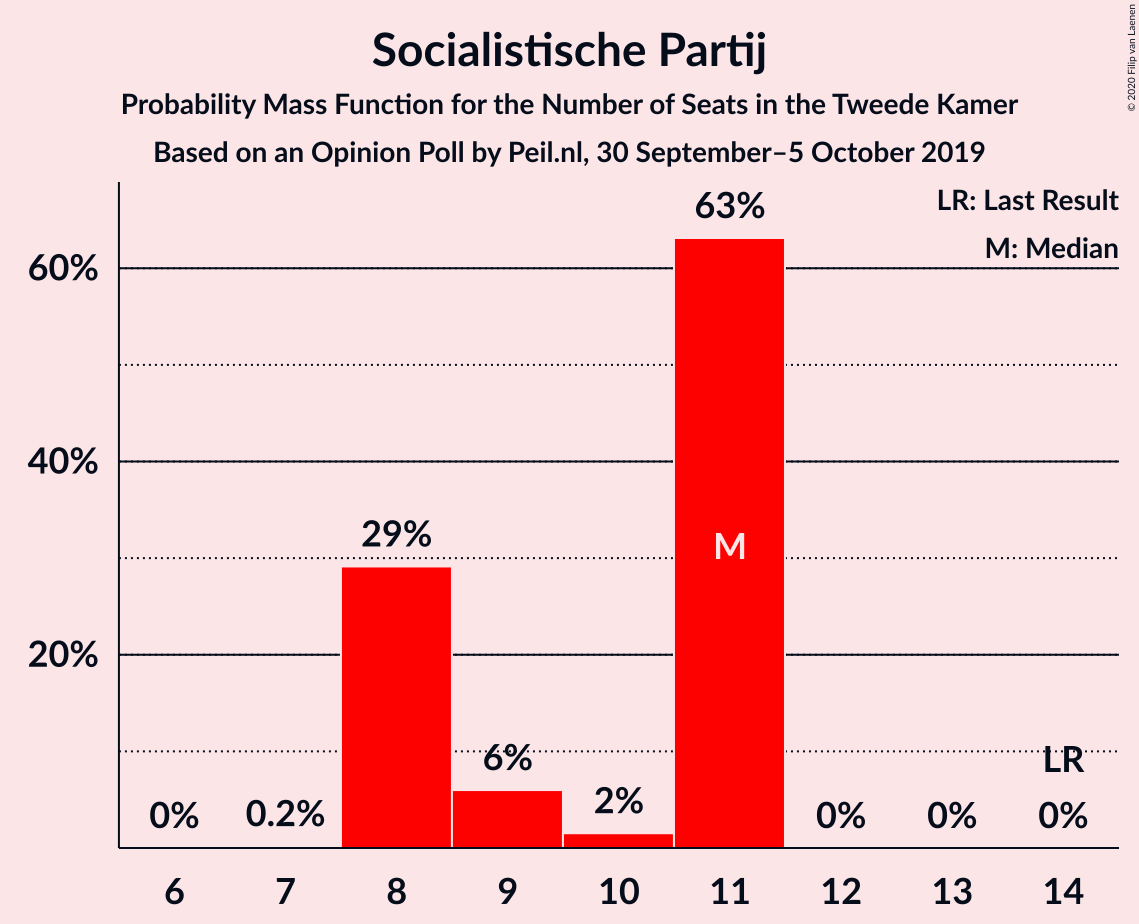 Socialistische Partij
Probability Mass Function for the Number of Seats in the Tweede Kamer
Based on an Opinion Poll by Peil.nl, 30 September–5 October 2019
© 2020 Filip van Laenen
LR: Last Result
M: Median
60%
40%
20%
0%
0.2%
29%
6%
2%
63%
M
0%
0%
LR
0%
6 7 8 9 10 11 12 13 14